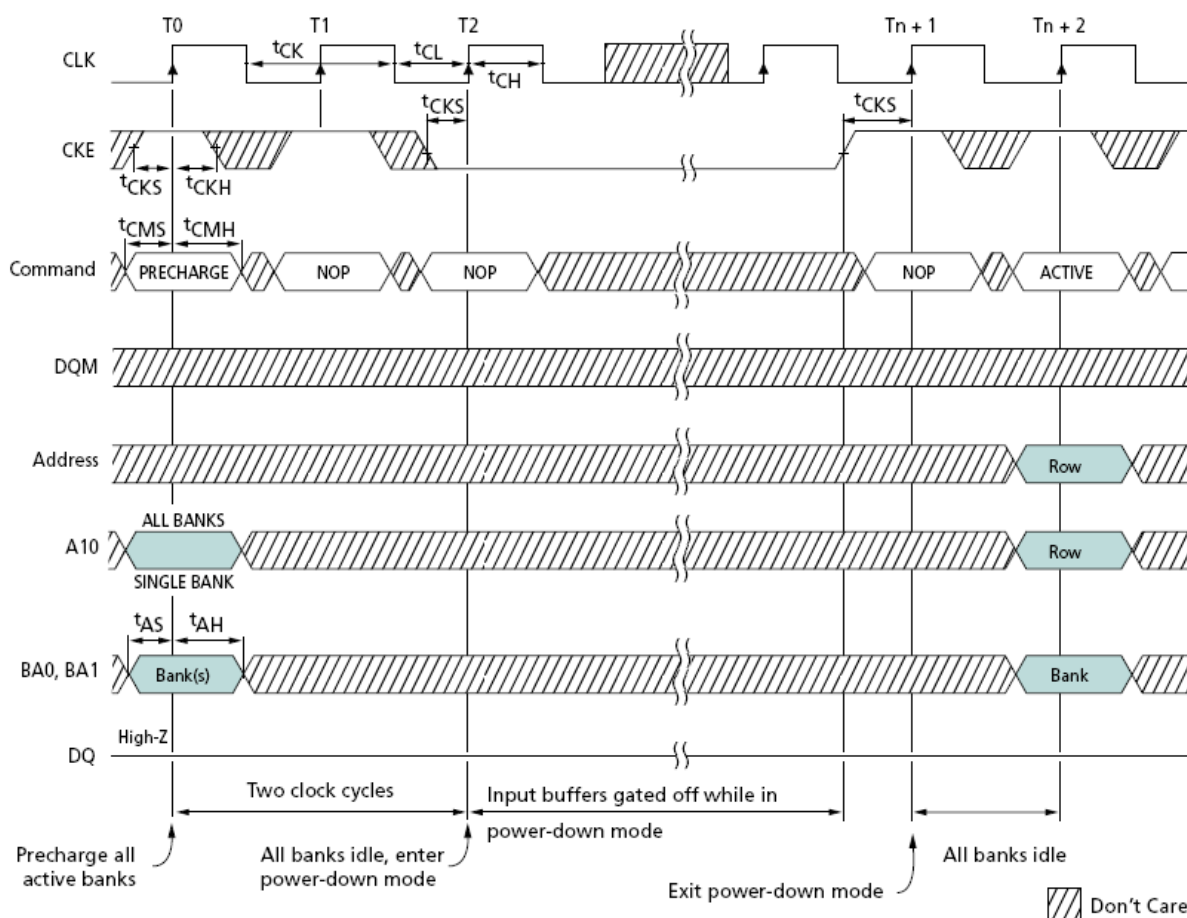 T0 T1 T2 Tn + 1 Tn + 2
CLK tCK tCL tCH
tCKS tCKS
CKE
tCKS tCKH
tCMS tCMH
Command PRECHARGE NOP NOP NOP ACTIVE
DQM
Address Row
ALL BANKS
A10 Row
SINGLE BANK
tAS tAH
BA0, BA1 Bank(s) Bank
High-Z
DQ
Two clock cycles
Input buffers gated off while in
power-down mode
Precharge all
active banks
All banks idle, enter
power-down mode
Exit power-down mode
All banks idle
Don't Care